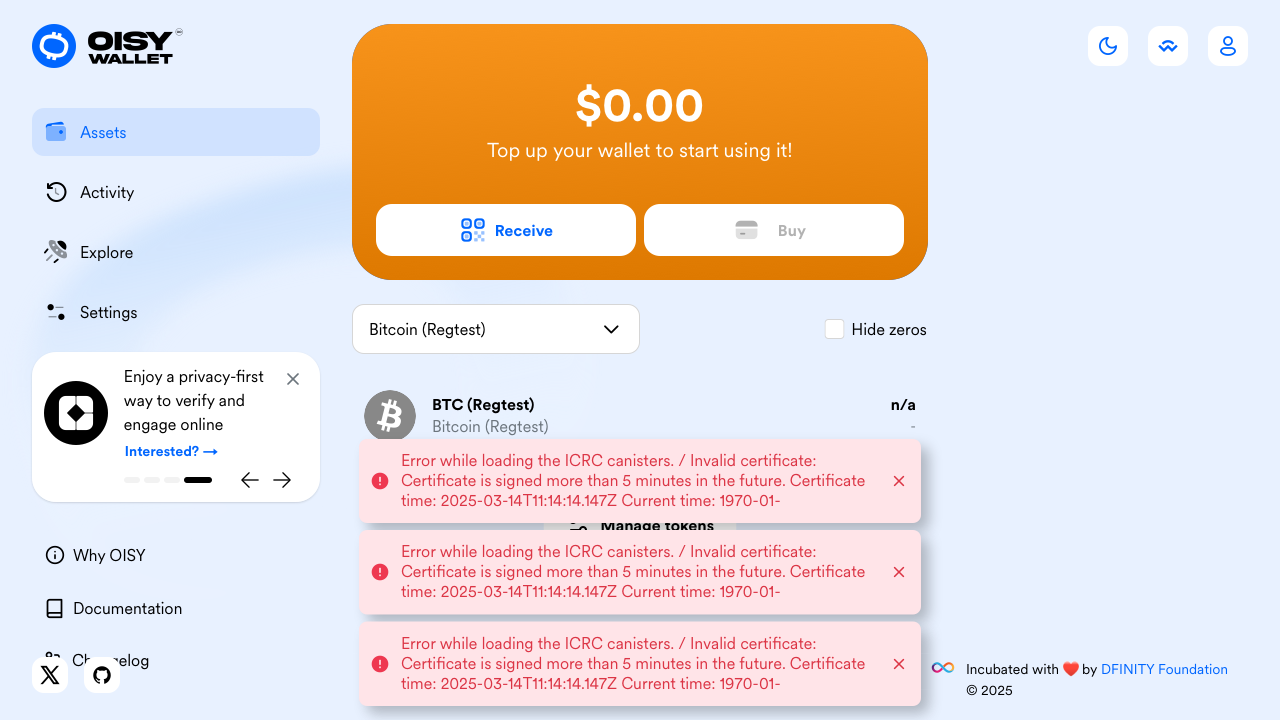 OISY
WALLET
Assets
Activity
Explore
Settings
Enjoy a privacy-first
way to verify and
engage online
Interested? →
Why OISY
Documentation
$0.00
Top up your wallet to start using it!
Receive
Buy
Bitcoin (Regtest)
Hide zeros
BTC (Regtest)
n/a
Bitcoin (Regtest)
-
Error while loading the ICRC canisters. / Invalid certificate:
Certificate is signed more than 5 minutes in the future. Certificate
time: 2025-03-14T11:14:14.147Z Current time: 1970-01-
Manage tokens
Error while loading the ICRC canisters. / Invalid certificate:
Certificate is signed more than 5 minutes in the future. Certificate
time: 2025-03-14T11:14:14.147Z Current time: 1970-01-
Error while loading the ICRC canisters. / Invalid certificate:
Certificate is signed more than 5 minutes in the future. Certificate
time: 2025-03-14T11:14:14.147Z Current time: 1970-01-
Incubated with ❤️ by DFINITY Foundation
© 2025